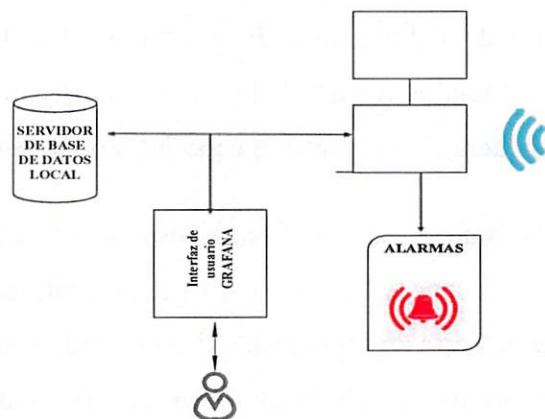 SERVIDOR
DE BASE
DE DATOS
LOCAL
Interfaz de
usuario
GRAFANA
ALARMAS